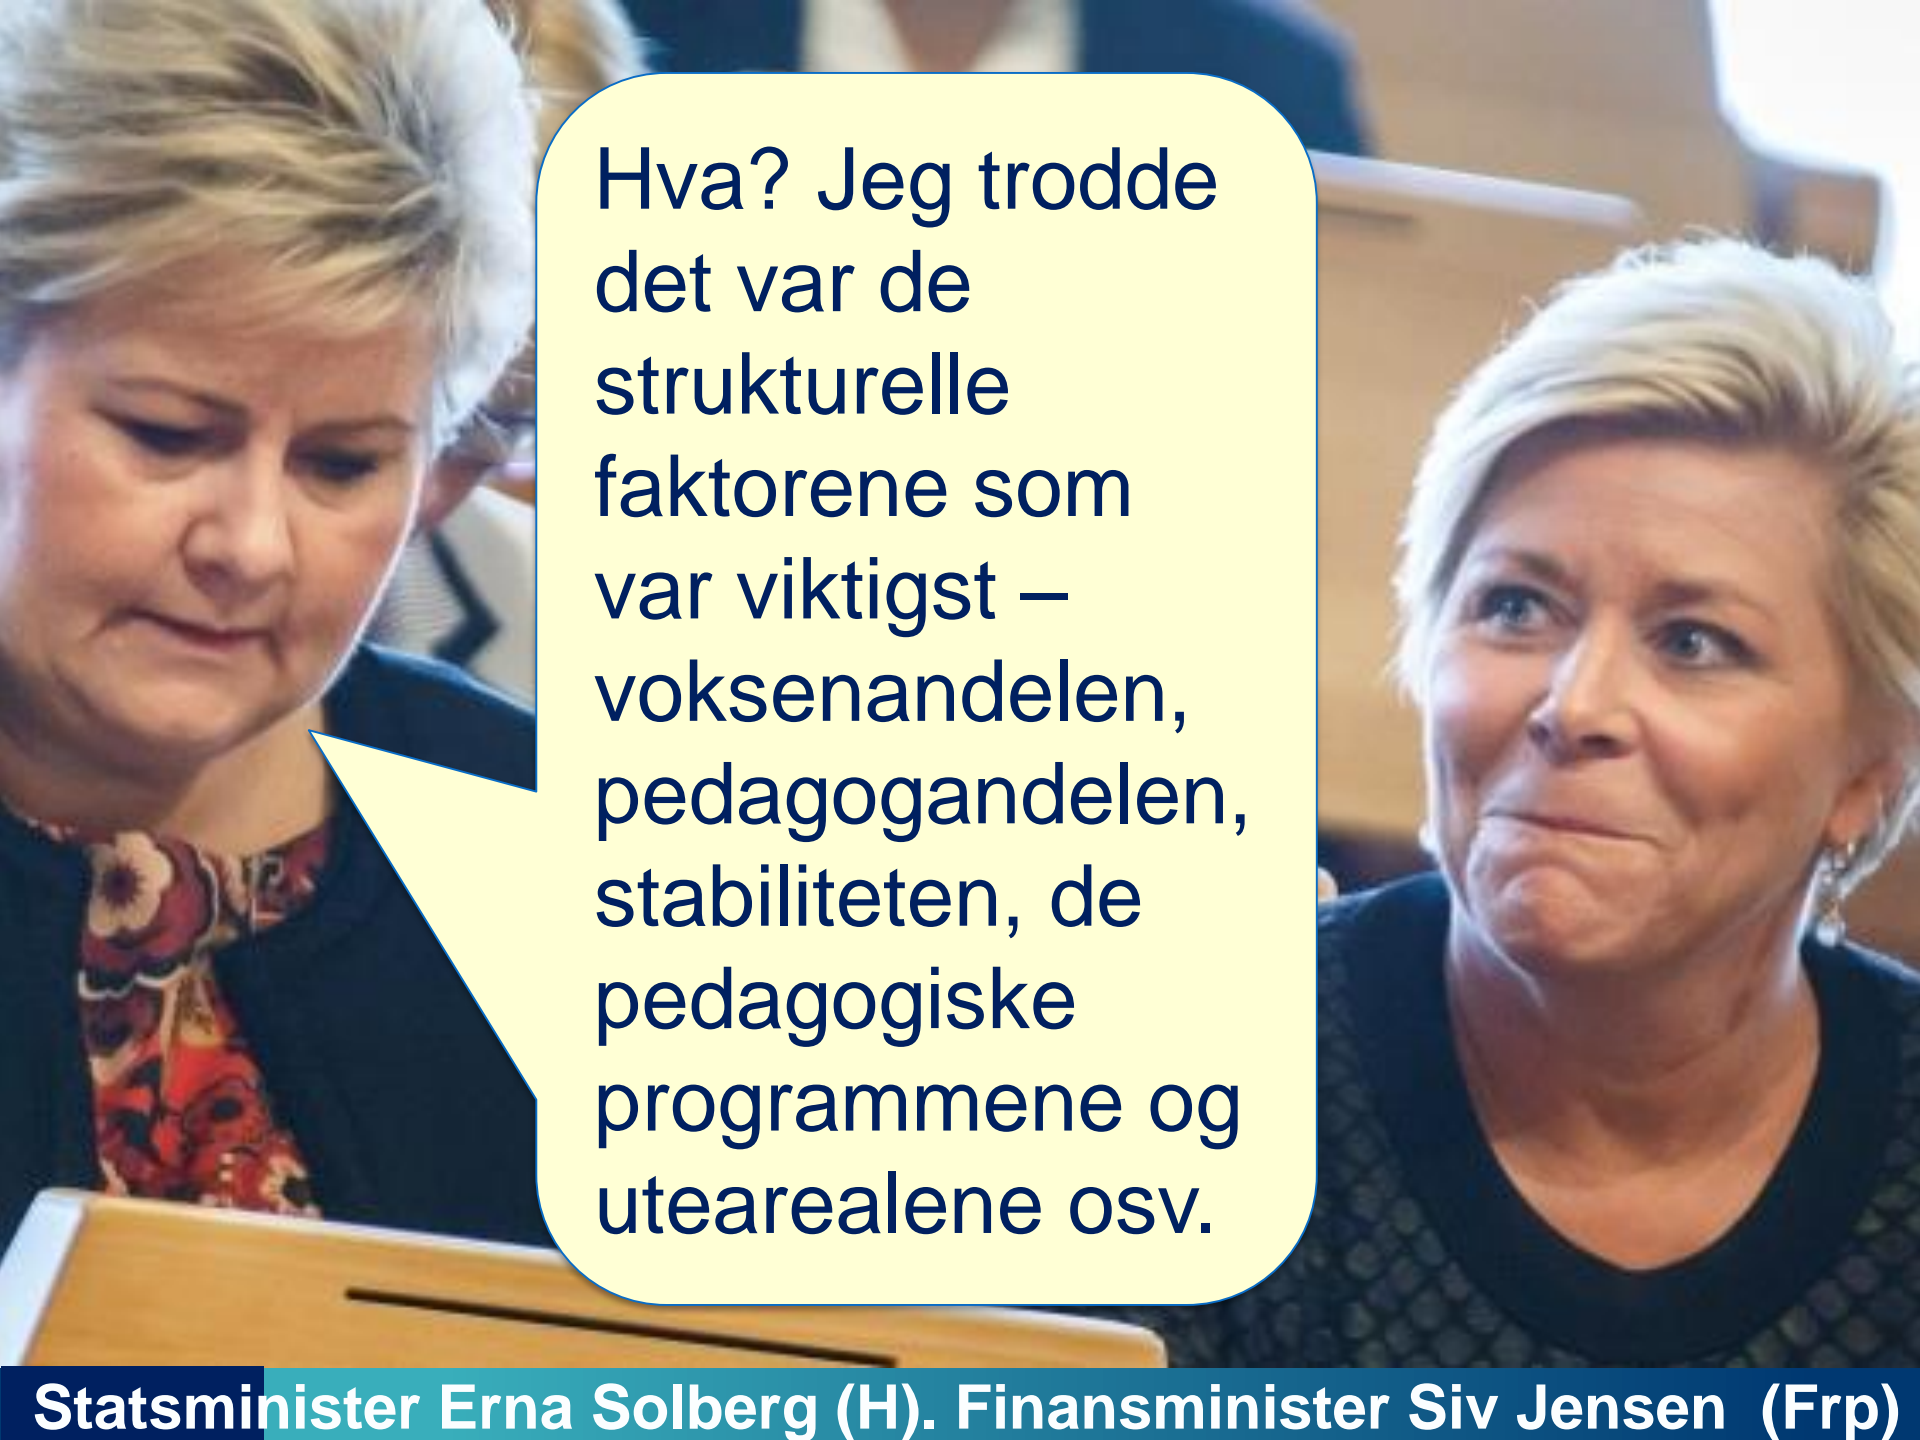 Hva? Jeg trodde
det var de
strukturelle
faktorene som
var viktigst –
voksenandelen,
pedagogandelen,
stabiliteten, de
pedagogiske
programmene og
utearealene osv.
Statsminister Erna Solberg (H). Finansminister Siv Jensen (Frp)